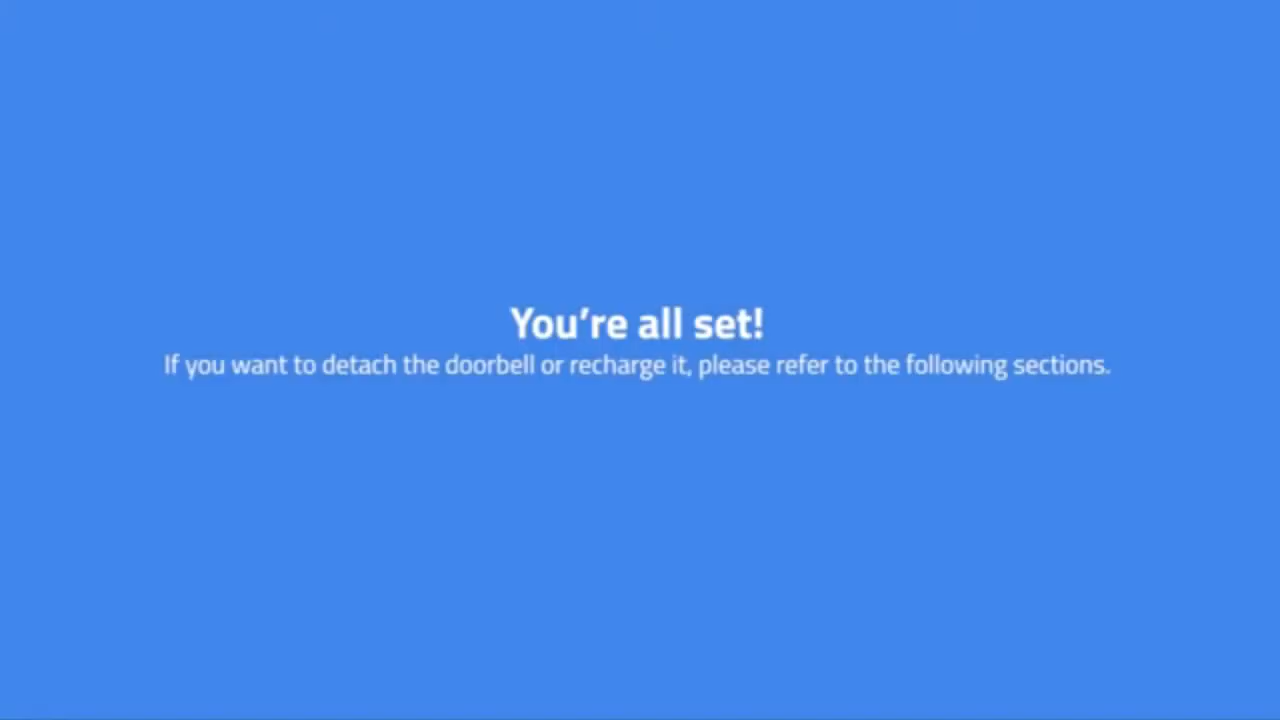 You’re all set!
If you want to detach the doorbell or recharge it, please refer to the following sections.